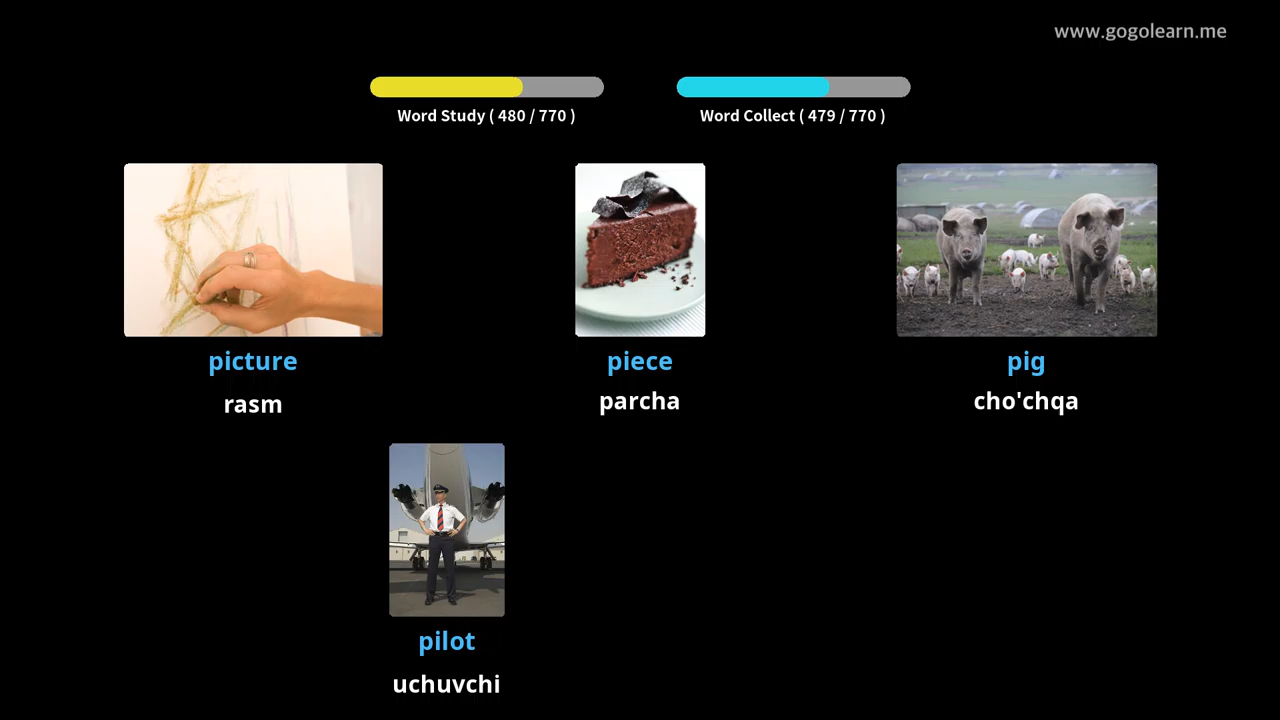 www.gogolearn.me
Word Study ( 480 / 770 )
Word Collect ( 479 / 770 )
picture
rasm
piece
parcha
pig
cho'chqa
pilot
uchuvchi